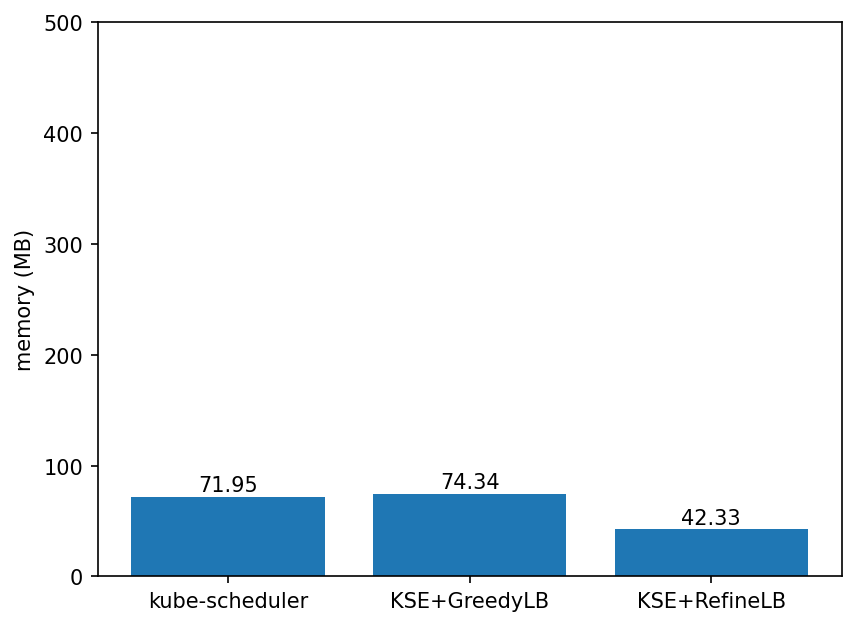 500
400
300
200
100
0
memory (MB)
71.95
74.34
42.33
kube-scheduler
KSE+GreedyLB
KSE+RefineLB